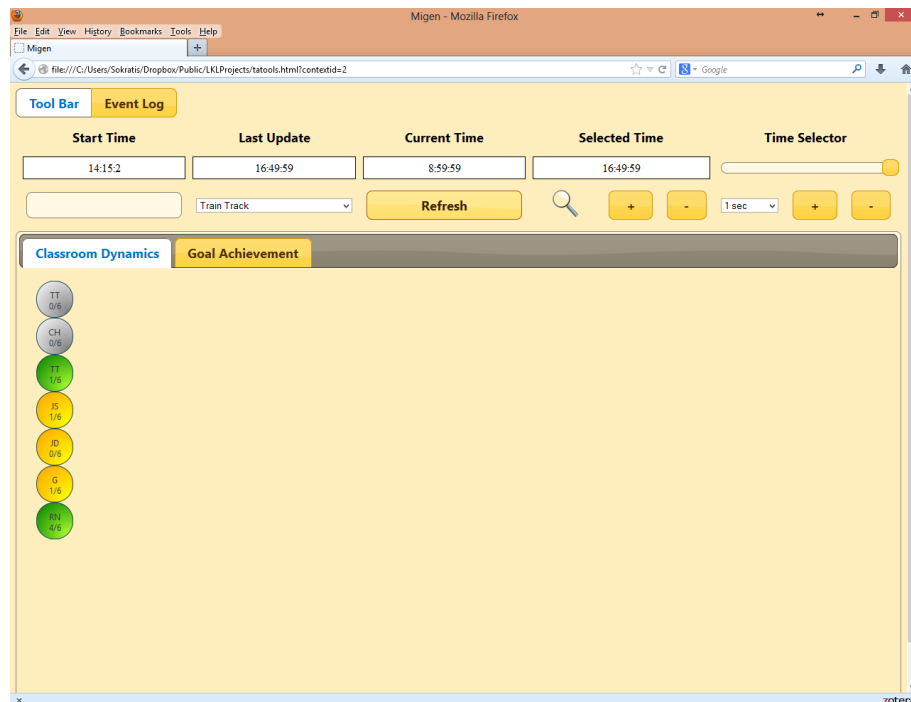 Migen - Mozilla Firefox
File Edit View History Bookmarks Tools Help
Migen +
file:///C:/Users/Sokratis/Dropbox/Public/LKLProjects/tatools.html?contextid=2 Google
Tool Bar Event Log
Start Time Last Update Current Time Selected Time Time Selector
14:15:2 16:49:59 8:59:59 16:49:59
Train Track Refresh + - 1 sec + -
Classroom Dynamics Goal Achievement
TT
0/6
CH
0/6
TT
1/6
JS
1/6
JD
0/6
G
1/6
RN
4/6
x